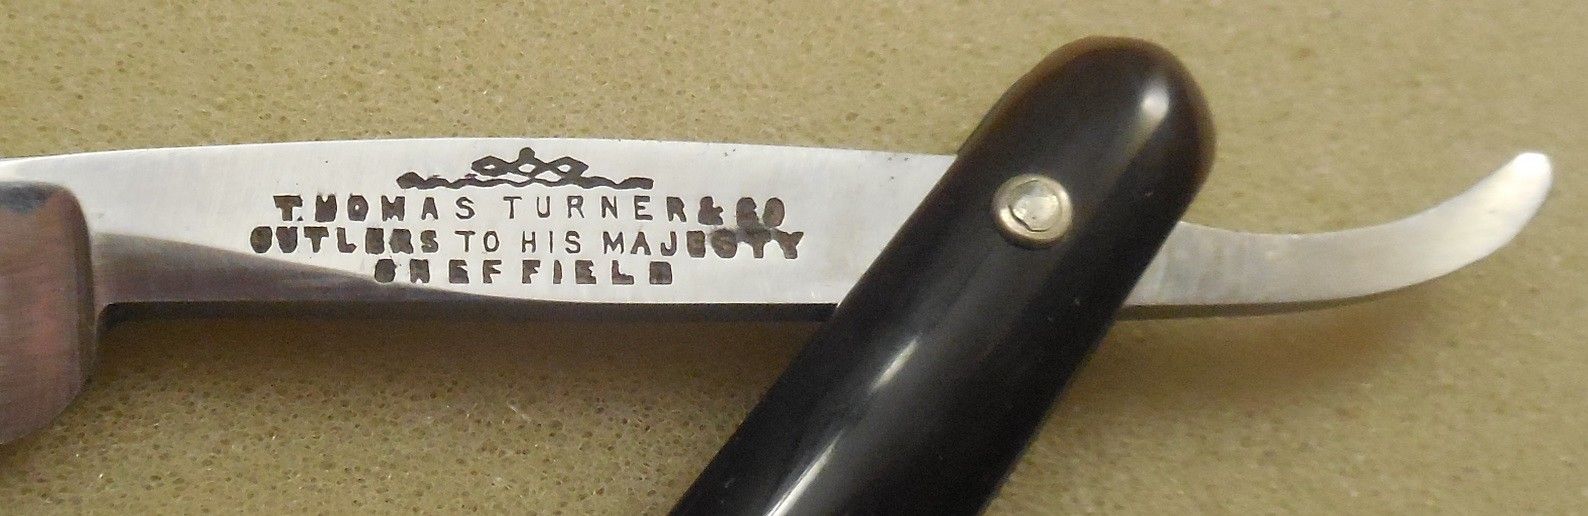 THOMAS TURNER & CO
CUTLERS TO HIS MAJESTY
SHEFFIELD